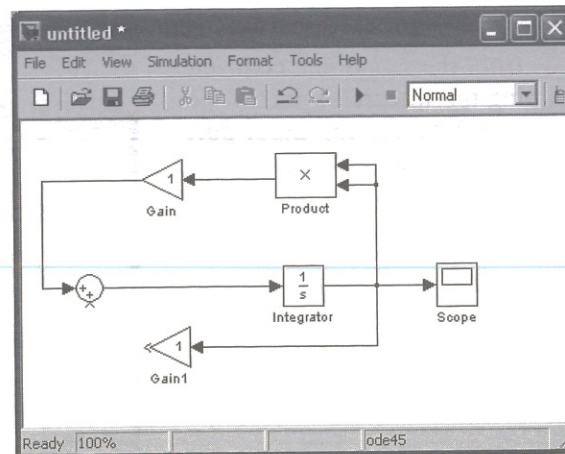 untitled *
File Edit View Simulation Format Tools Help
Normal
1
Gain
×
Product
+
+
1
s
Integrator
Scope
1
Gain1
Ready 100% ode45